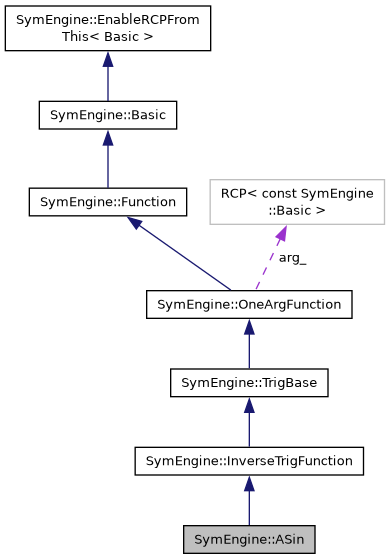 SymEngine::EnableRCPFrom
This< Basic >
SymEngine::Basic
SymEngine::Function
RCP< const SymEngine
::Basic >
arg_
SymEngine::OneArgFunction
SymEngine::TrigBase
SymEngine::InverseTrigFunction
SymEngine::ASin